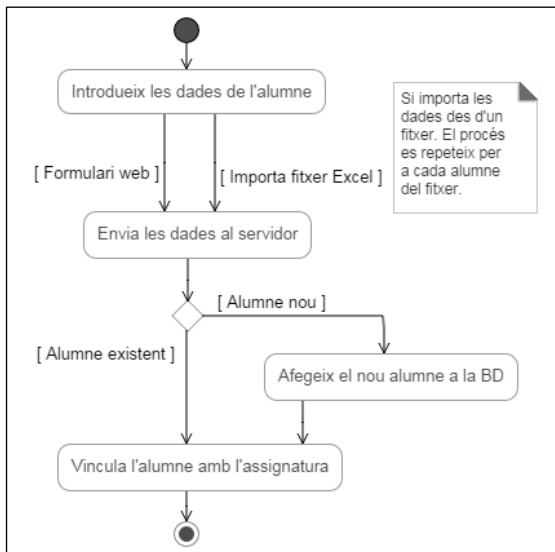 Introdueix les dades de l'alumne
Si importa les
dades des d'un
fitxer. El procés
es repeteix per
a cada alumne
del fitxer.
[ Formulari web ]
[ Importa fitxer Excel ]
Envia les dades al servidor
[ Alumne nou ]
[ Alumne existent ]
Afegeix el nou alumne a la BD
Vincula l'alumne amb l'assignatura